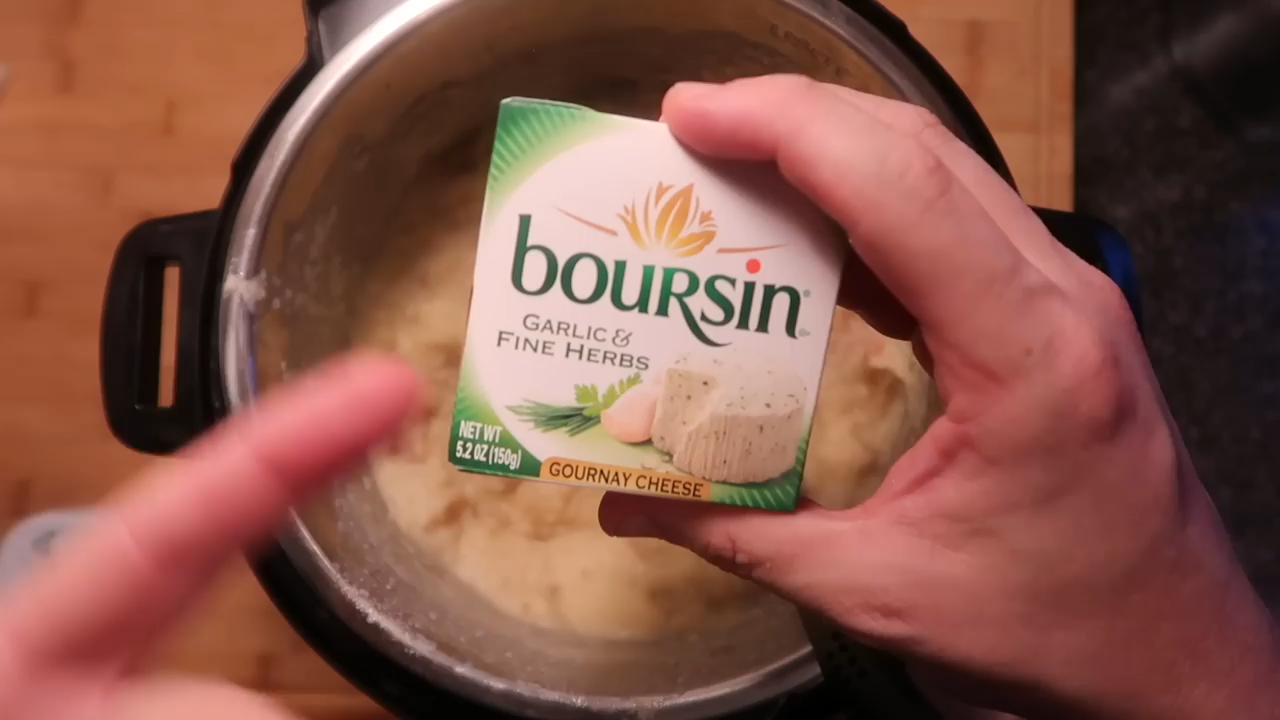 boursin
GARLIC &
FINE HERBS
NET WT
5.2 OZ (150g)
GOURNAY CHEESE